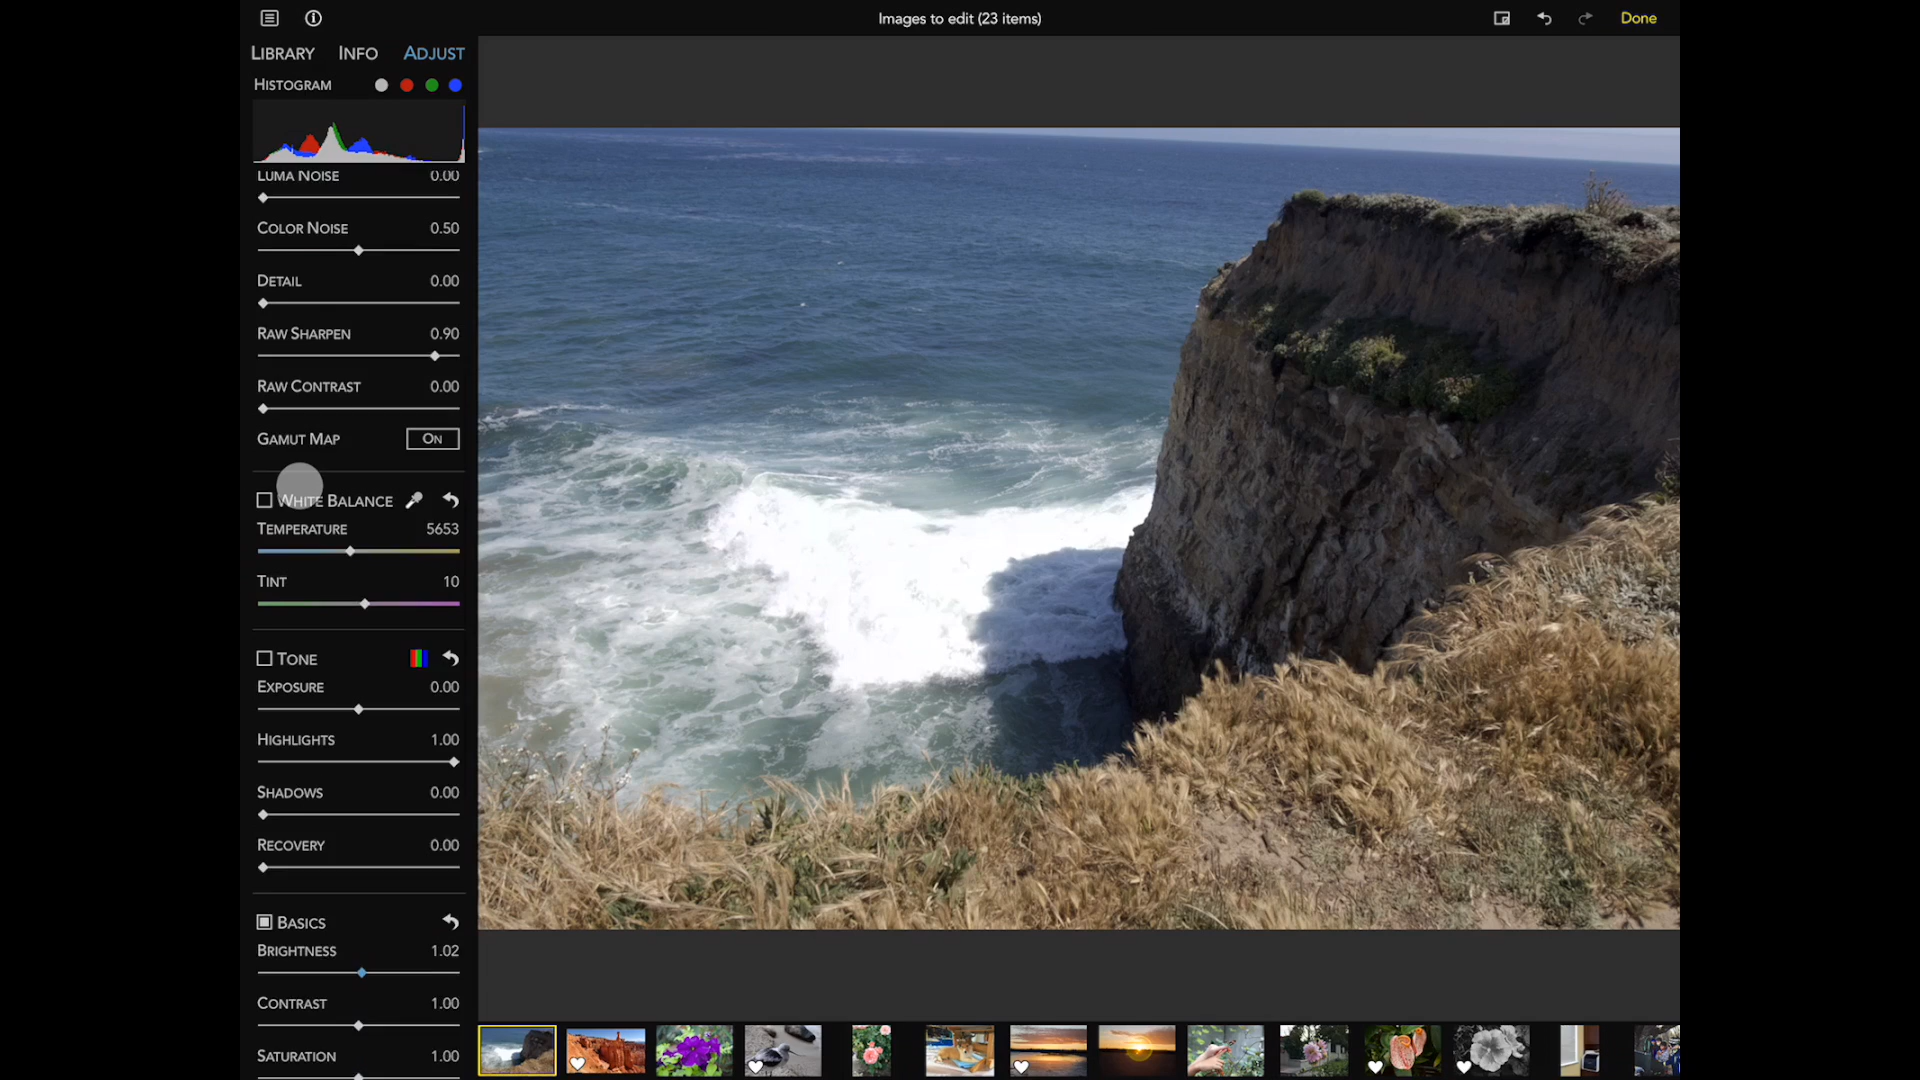 Images to edit (23 items)
Done
LIBRARY INFO ADJUST
HISTOGRAM
LUMA NOISE 0.00
COLOR NOISE 0.50
DETAIL 0.00
RAW SHARPEN 0.90
RAW CONTRAST 0.00
GAMUT MAP ON
WHITE BALANCE
TEMPERATURE 5653
TINT 10
TONE
EXPOSURE 0.00
HIGHLIGHTS 1.00
SHADOWS 0.00
RECOVERY 0.00
BASICS
BRIGHTNESS 1.02
CONTRAST 1.00
SATURATION 1.00